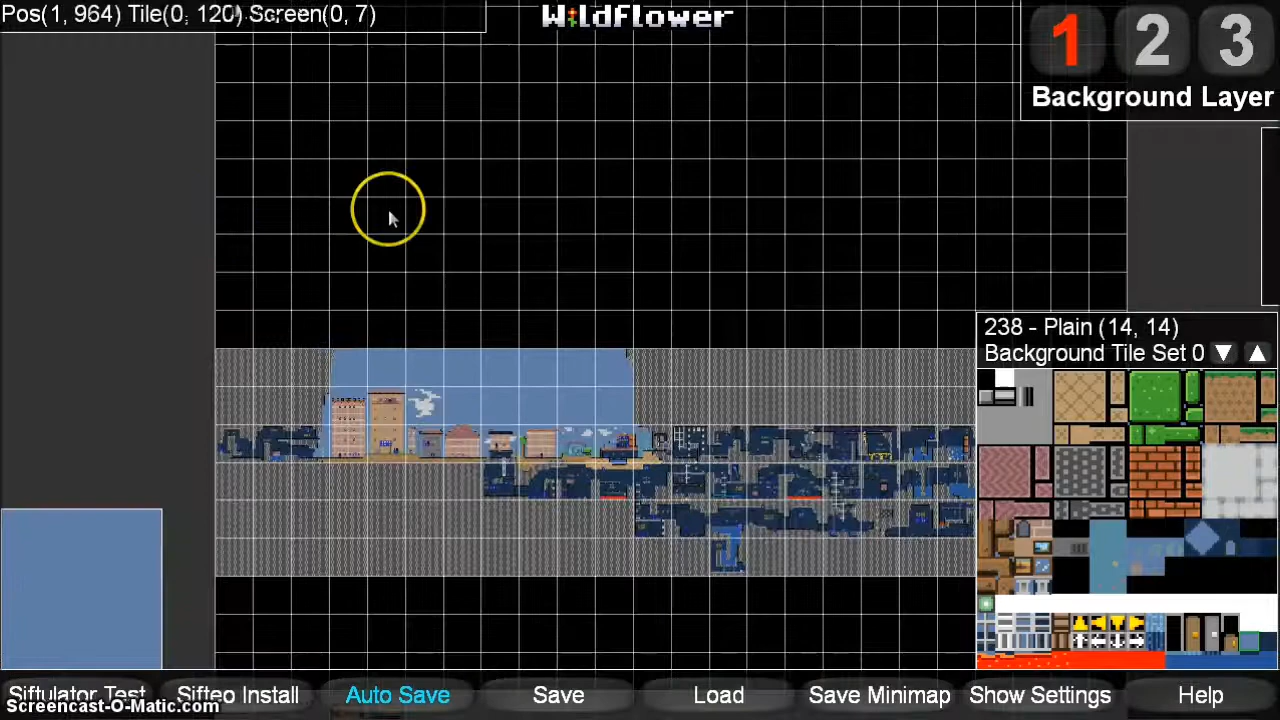 Pos(1, 964) Tile(0, 120) Screen(0, 7)
WildFlower
1 2 3
Background Layer
238 - Plain (14, 14)
Background Tile Set 0
Siftulator Test
Sifteo Install
Auto Save
Save
Load
Save Minimap
Show Settings
Help
Screencast-O-Matic.com